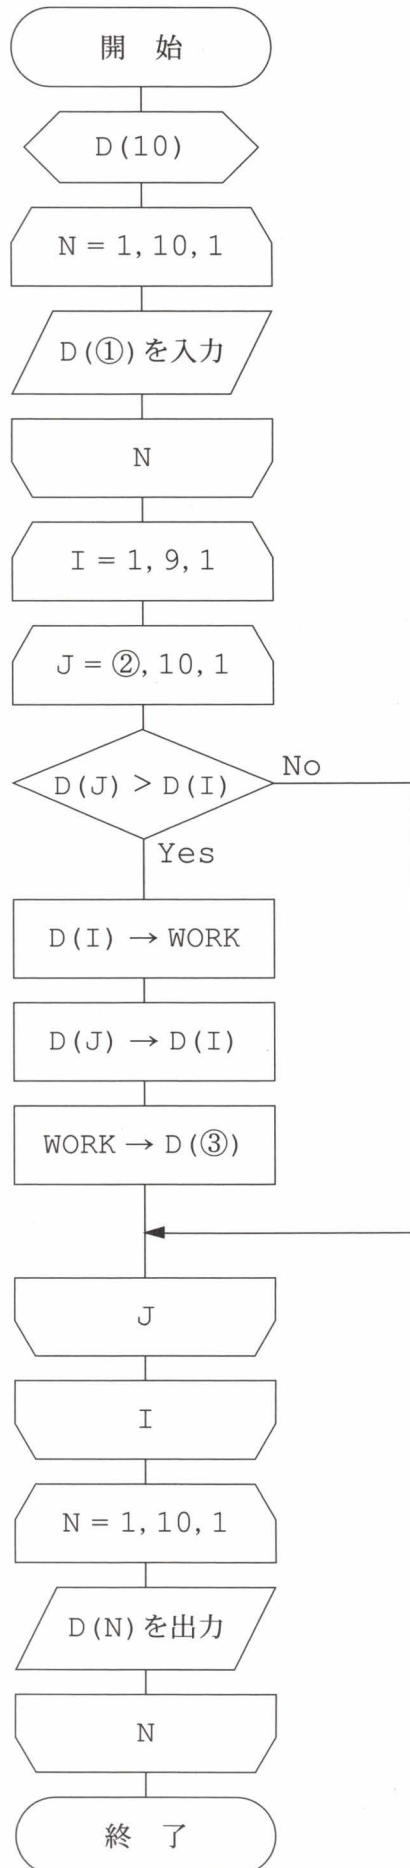 開 始
D(10)
N = 1, 10, 1
D(①)を入力
N
I = 1, 9, 1
J = ②, 10, 1
D(J) > D(I)
No
Yes
D(I) → WORK
D(J) → D(I)
WORK → D(③)
J
I
N = 1, 10, 1
D(N)を出力
N
終 了